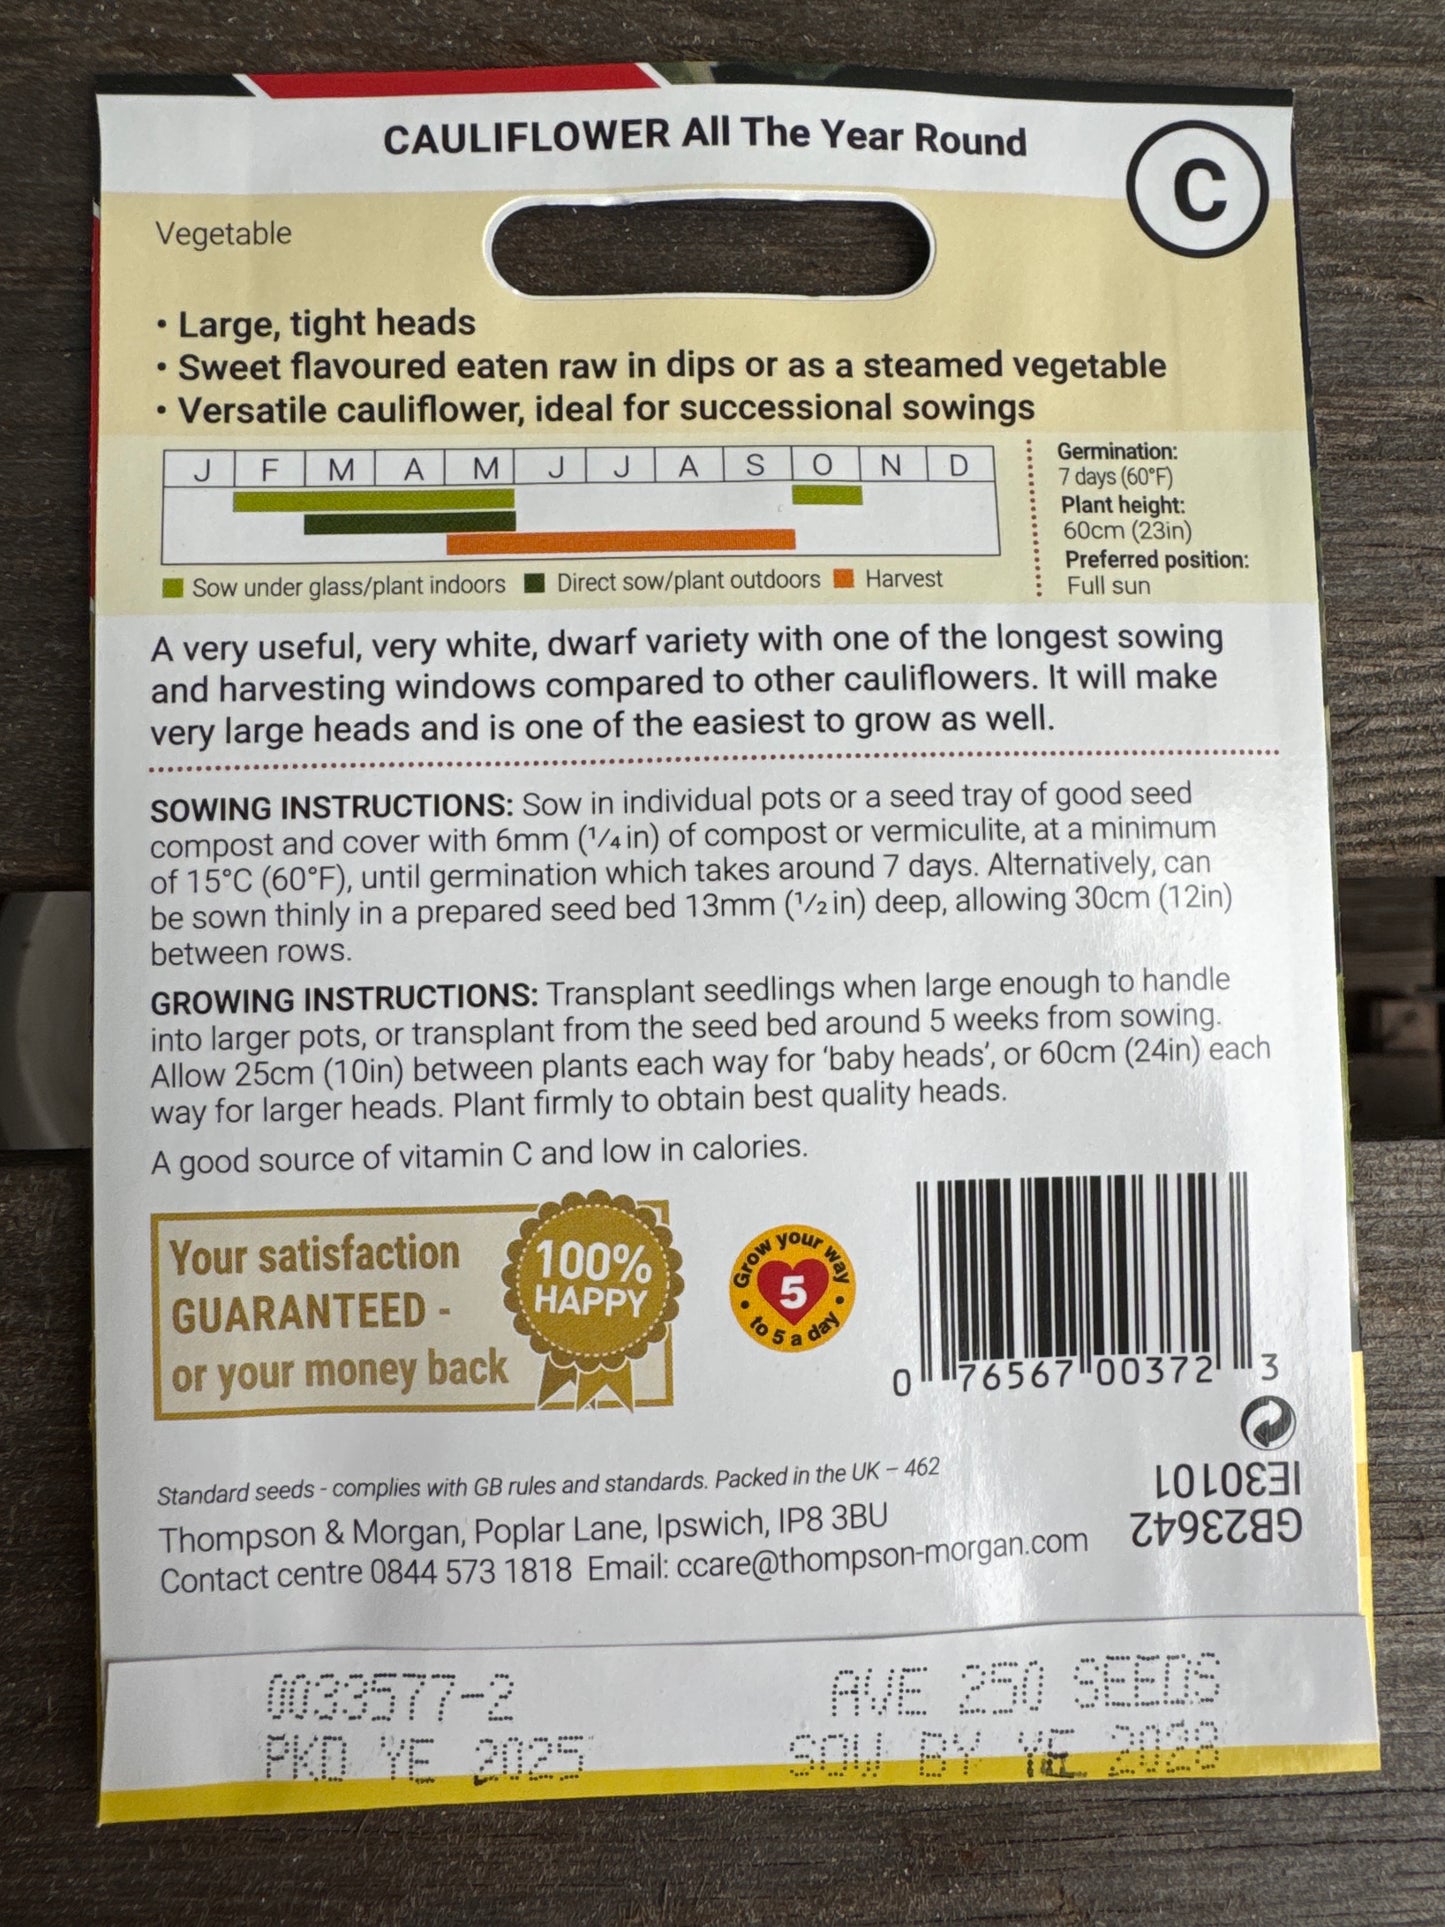 CAULIFLOWER All The Year Round
C
Vegetable
• Large, tight heads
• Sweet flavoured eaten raw in dips or as a steamed vegetable
• Versatile cauliflower, ideal for successional sowings
J F M A M J J A S O N D
Sow under glass/plant indoors Direct sow/plant outdoors Harvest
Germination:
7 days (60°F)
Plant height:
60cm (23in)
Preferred position:
Full sun
A very useful, very white, dwarf variety with one of the longest sowing
and harvesting windows compared to other cauliflowers. It will make
very large heads and is one of the easiest to grow as well.
SOWING INSTRUCTIONS: Sow in individual pots or a seed tray of good seed
compost and cover with 6mm (1/4in) of compost or vermiculite, at a minimum
of 15°C (60°F), until germination which takes around 7 days. Alternatively, can
be sown thinly in a prepared seed bed 13mm (1/2in) deep, allowing 30cm (12in)
between rows.
GROWING INSTRUCTIONS: Transplant seedlings when large enough to handle
into larger pots, or transplant from the seed bed around 5 weeks from sowing.
Allow 25cm (10in) between plants each way for ‘baby heads’, or 60cm (24in) each
way for larger heads. Plant firmly to obtain best quality heads.
A good source of vitamin C and low in calories.
Your satisfaction
GUARANTEED -
or your money back
100%
HAPPY
Grow your way
5
• to 5 a day •
0 76567 00372 3
IE30101
GB23642
Standard seeds - complies with GB rules and standards. Packed in the UK – 462
Thompson & Morgan, Poplar Lane, Ipswich, IP8 3BU
Contact centre 0844 573 1818 Email: ccare@thompson-morgan.com
0033577-2 AVE 250 SEEDS
PKD YE 2025 SOW BY YE 2028